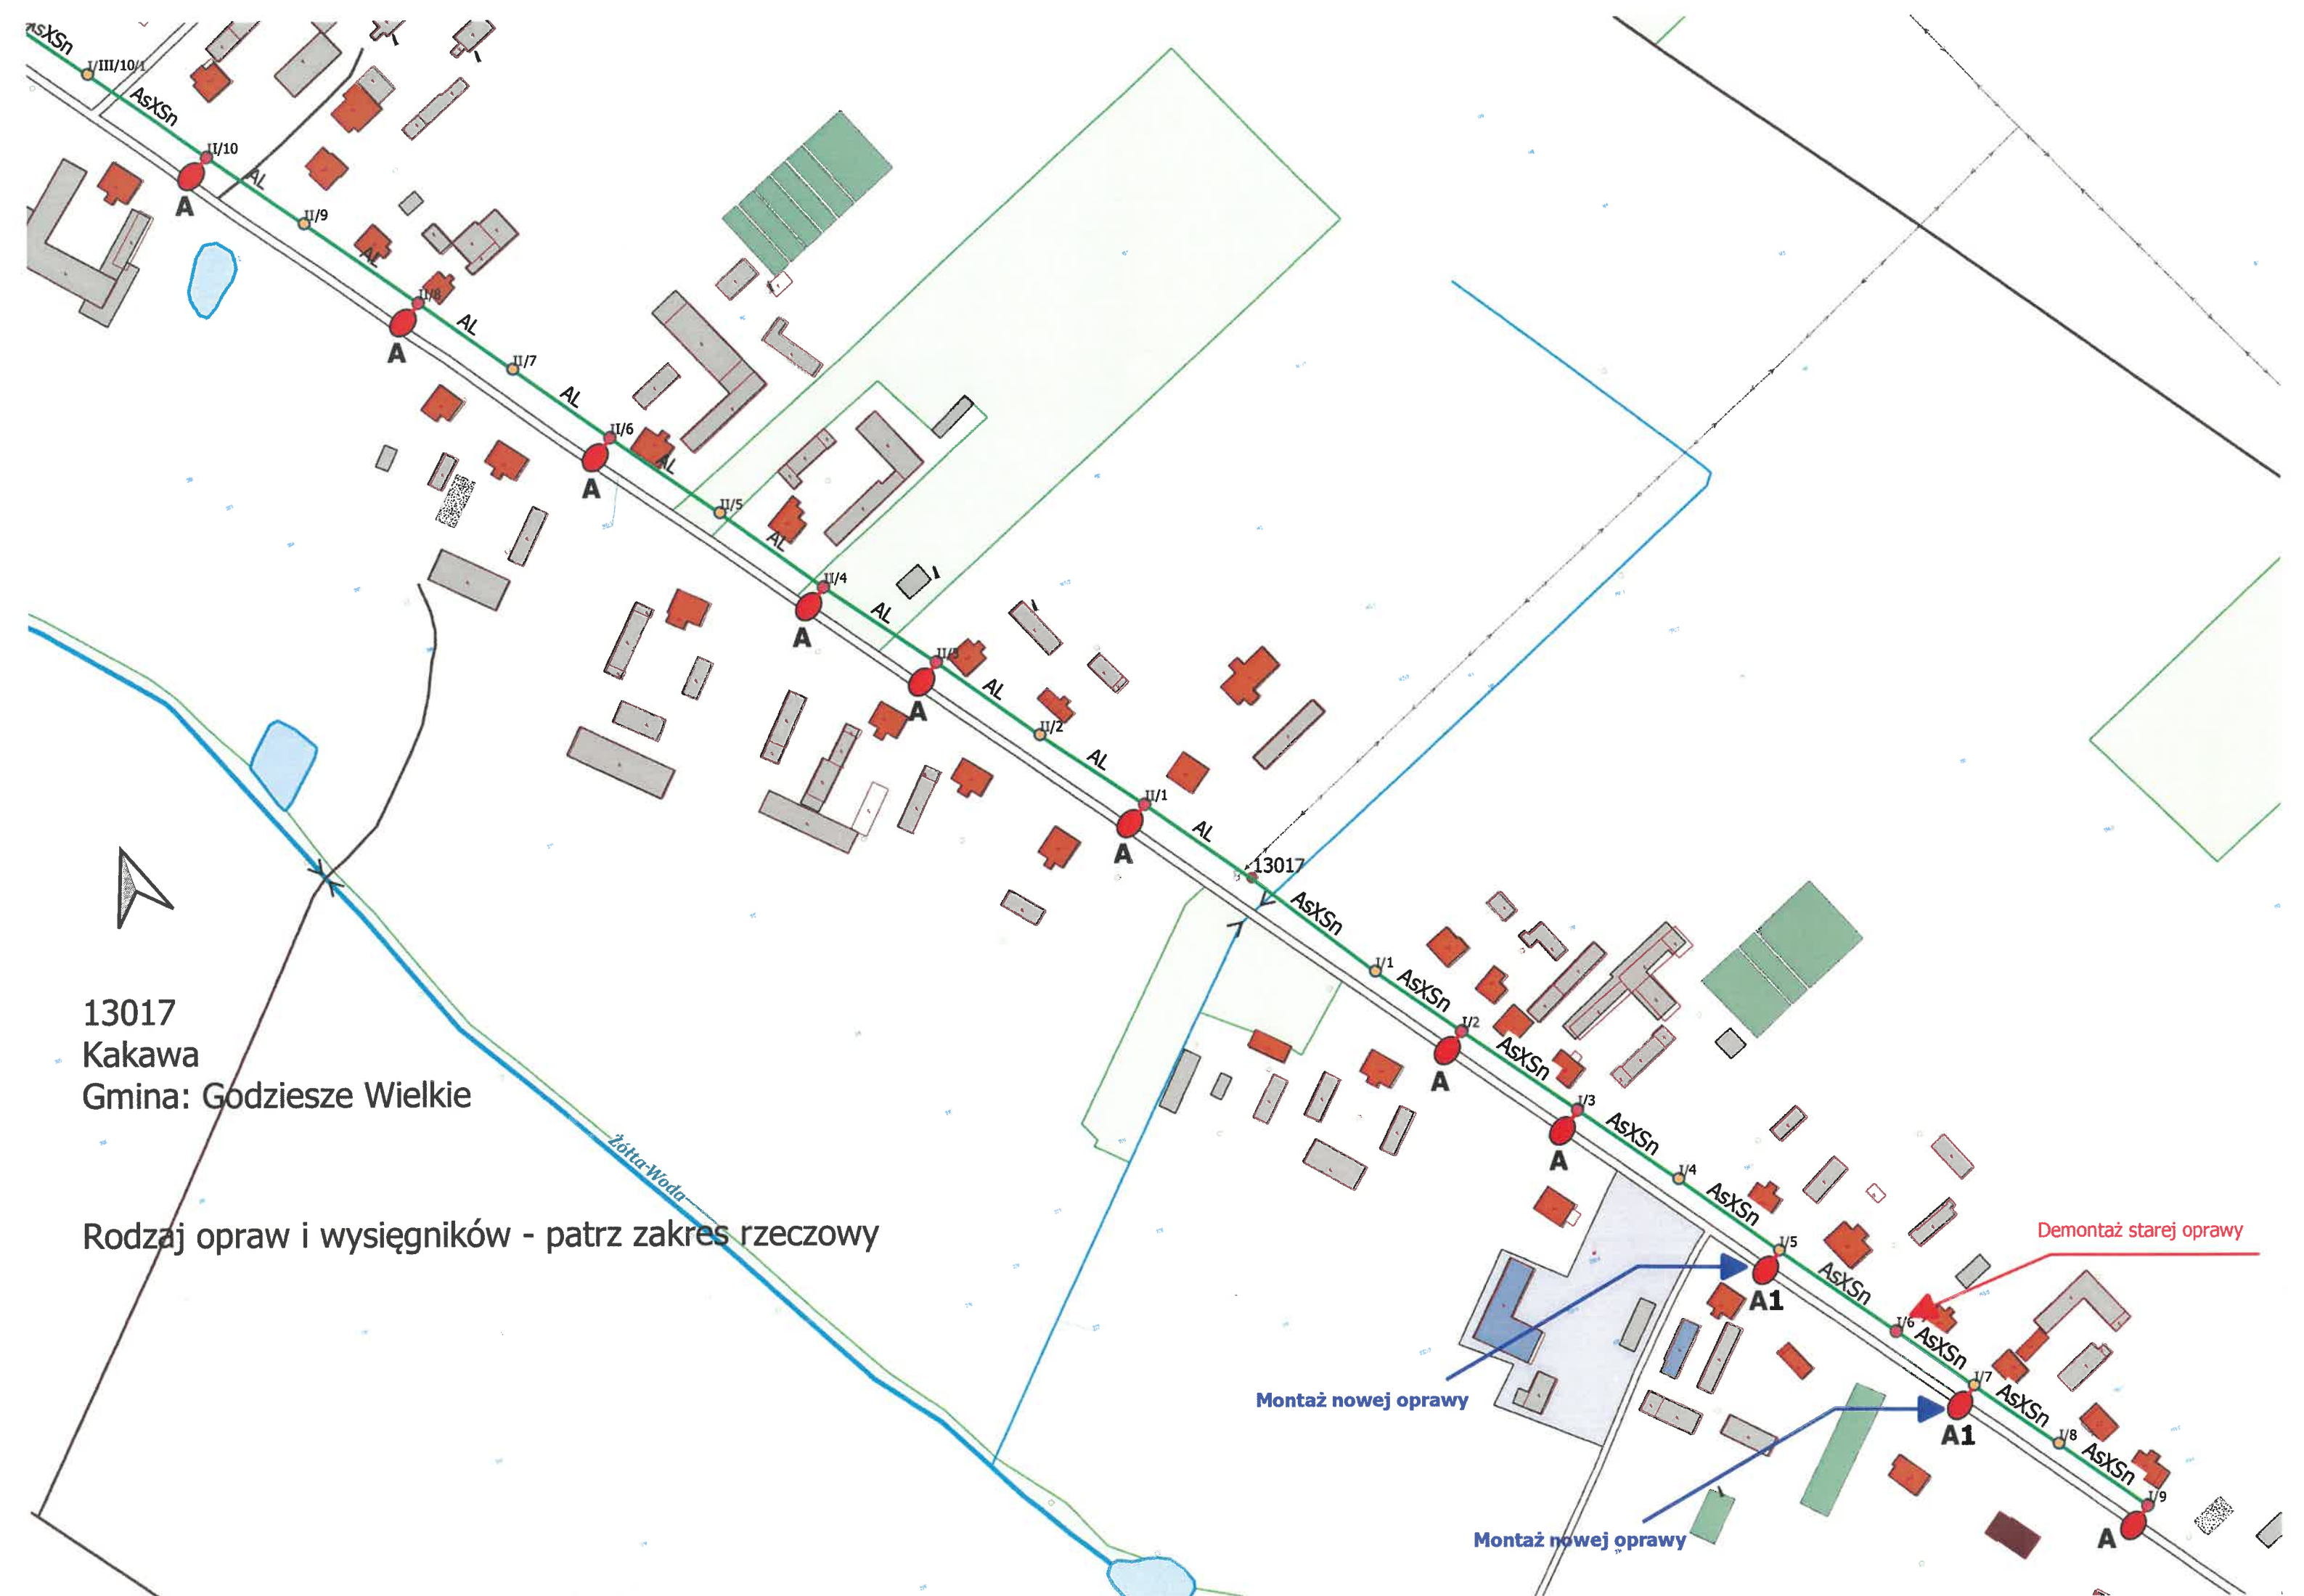 AsXSn
I/III/10/1
AsXSn
II/10
A
AL
II/9
AL
II/8
A
AL
II/7
AL
II/6
A
AL
II/5
AL
II/4
A
AL
II/3
A
AL
II/2
AL
II/1
A
AL
13017
AsXSn
I/1
AsXSn
I/2
A
AsXSn
I/3
A
AsXSn
I/4
AsXSn
I/5
A1
AsXSn
I/6
AsXSn
I/7
A1
AsXSn
I/8
AsXSn
I/9
A
13017
Kakawa
Gmina: Godziesze Wielkie
Żółta Woda
Rodzaj opraw i wysięgników - patrz zakres rzeczowy
Demontaż starej oprawy
Montaż nowej oprawy
Montaż nowej oprawy